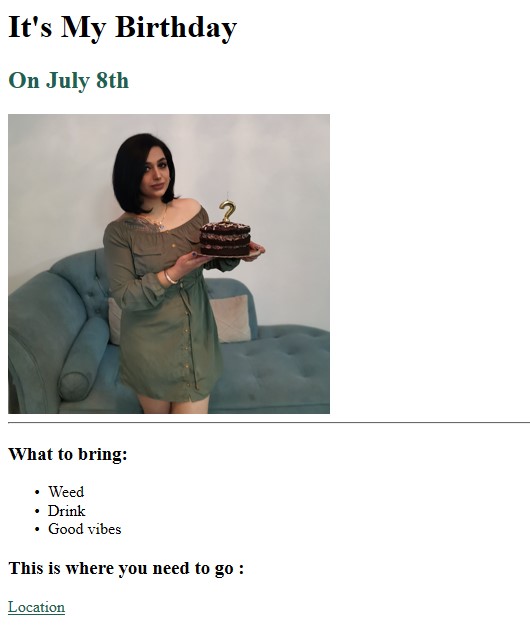 It's My Birthday
On July 8th
?
What to bring:
• Weed
• Drink
• Good vibes
This is where you need to go :
Location